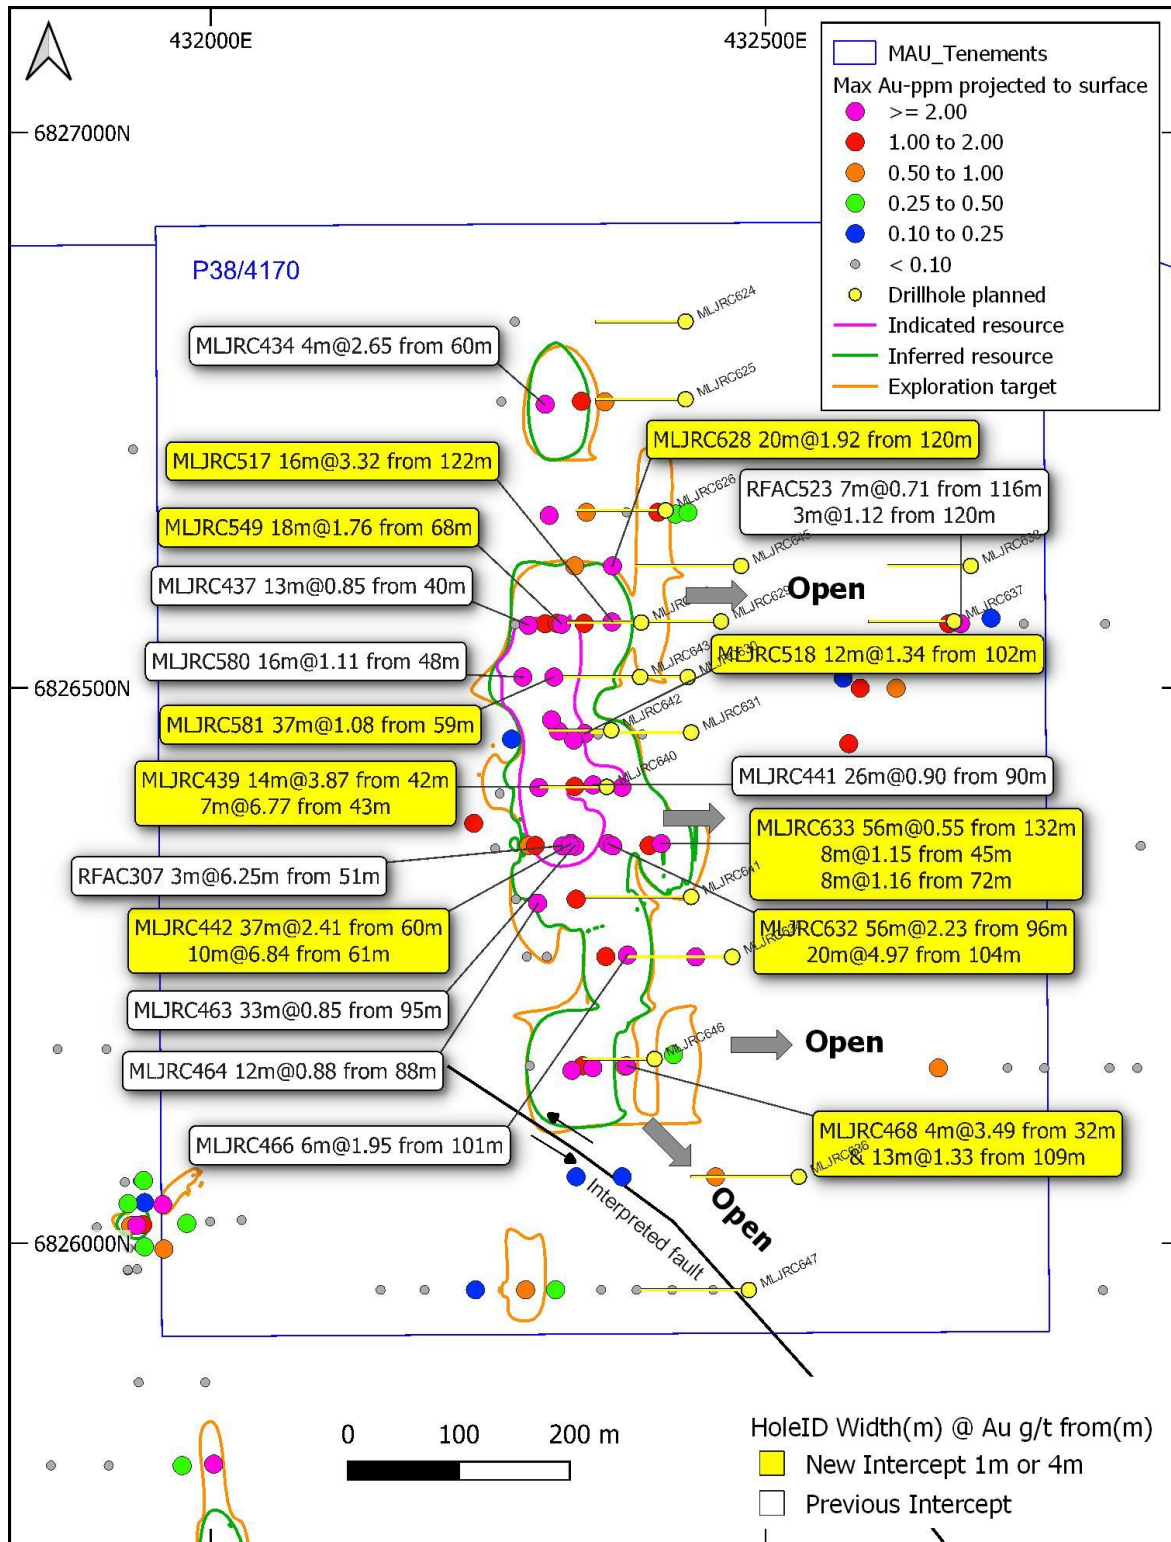 432000E
432500E
6827000N
MAU_Tenements
Max Au-ppm projected to surface
>= 2.00
1.00 to 2.00
0.50 to 1.00
0.25 to 0.50
0.10 to 0.25
< 0.10
Drillhole planned
Indicated resource
Inferred resource
Exploration target
P38/4170
MLJRC624
MLJRC434 4m@2.65 from 60m
MLJRC625
MLJRC628 20m@1.92 from 120m
MLJRC517 16m@3.32 from 122m
MLJRC626
RFAC523 7m@0.71 from 116m
3m@1.12 from 120m
MLJRC549 18m@1.76 from 68m
MLJRC645
MLJRC638
MLJRC437 13m@0.85 from 40m
Open
MLJRC629
MLJRC637
MLJRC580 16m@1.11 from 48m
MLJRC643
MLJRC630
MLJRC518 12m@1.34 from 102m
6826500N
MLJRC581 37m@1.08 from 59m
MLJRC642
MLJRC631
MLJRC439 14m@3.87 from 42m
7m@6.77 from 43m
MLJRC640
MLJRC441 26m@0.90 from 90m
MLJRC633 56m@0.55 from 132m
8m@1.15 from 45m
8m@1.16 from 72m
RFAC307 3m@6.25m from 51m
MLJRC641
MLJRC442 37m@2.41 from 60m
10m@6.84 from 61m
MLJRC632 56m@2.23 from 96m
20m@4.97 from 104m
MLJRC463 33m@0.85 from 95m
MLJRC646
Open
MLJRC464 12m@0.88 from 88m
MLJRC466 6m@1.95 from 101m
MLJRC468 4m@3.49 from 32m
& 13m@1.33 from 109m
MLJRC636
Open
Interpreted fault
6826000N
MLJRC647
0 100 200 m
HoleID Width(m) @ Au g/t from(m)
New Intercept 1m or 4m
Previous Intercept